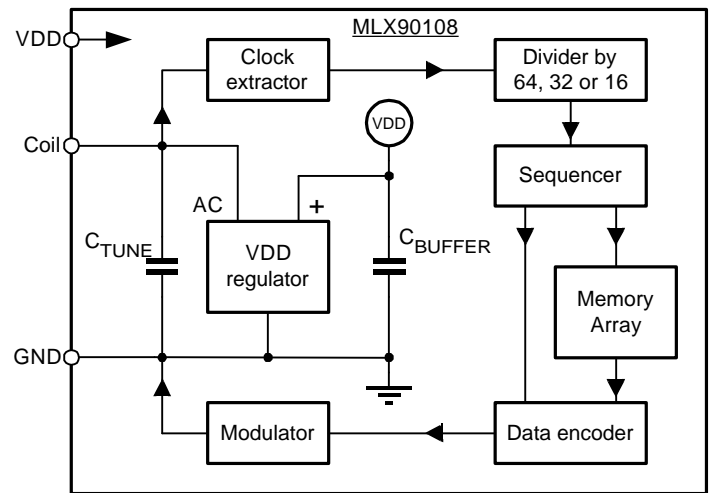 MLX90108
VDD
Clock
extractor
Divider by
64, 32 or 16
VDD
Coil
Sequencer
AC
+
CTUNE
VDD
regulator
CBUFFER
Memory
Array
GND
Modulator
Data encoder